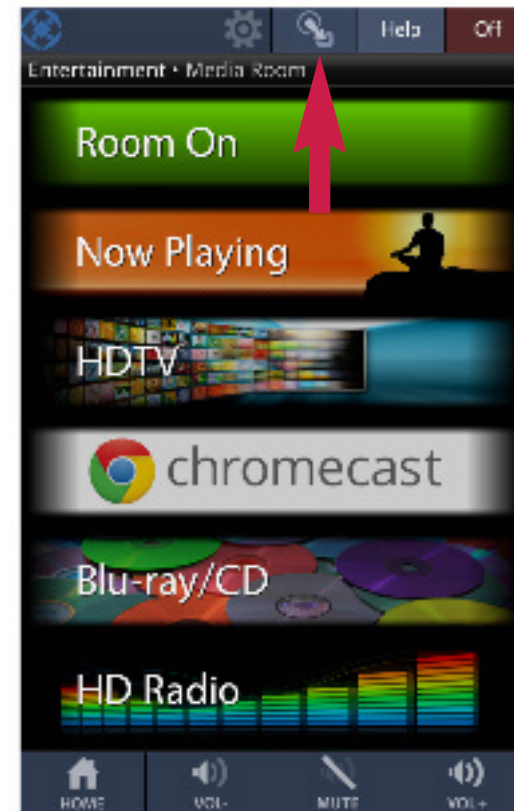 Help Off
Entertainment • Media Room
Room On
Now Playing
HDTV
chromecast
Blu-ray/CD
HD Radio
HOME VOL- MUTE VOL+